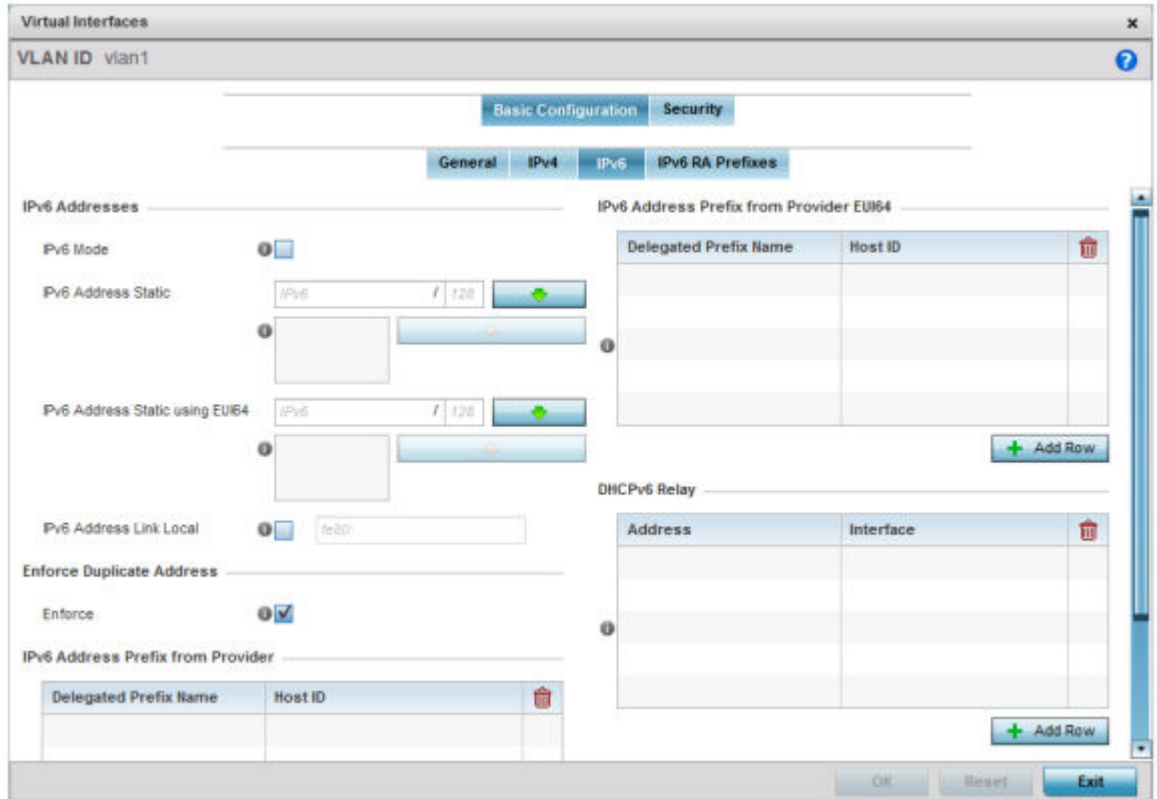 Virtual Interfaces
VLAN ID vlan1
Basic Configuration Security
General IPv4 IPv6 IPv6 RA Prefixes
IPv6 Addresses
IPv6 Mode
IPv6 Address Static
IPv6 / 128
IPv6 Address Static using EUI64
IPv6 / 128
IPv6 Address Link Local
fe80::
Enforce Duplicate Address
Enforce
IPv6 Address Prefix from Provider
Delegated Prefix Name Host ID
IPv6 Address Prefix from Provider EUI64
Delegated Prefix Name Host ID
Add Row
DHCPv6 Relay
Address Interface
Add Row
OK Reset Exit